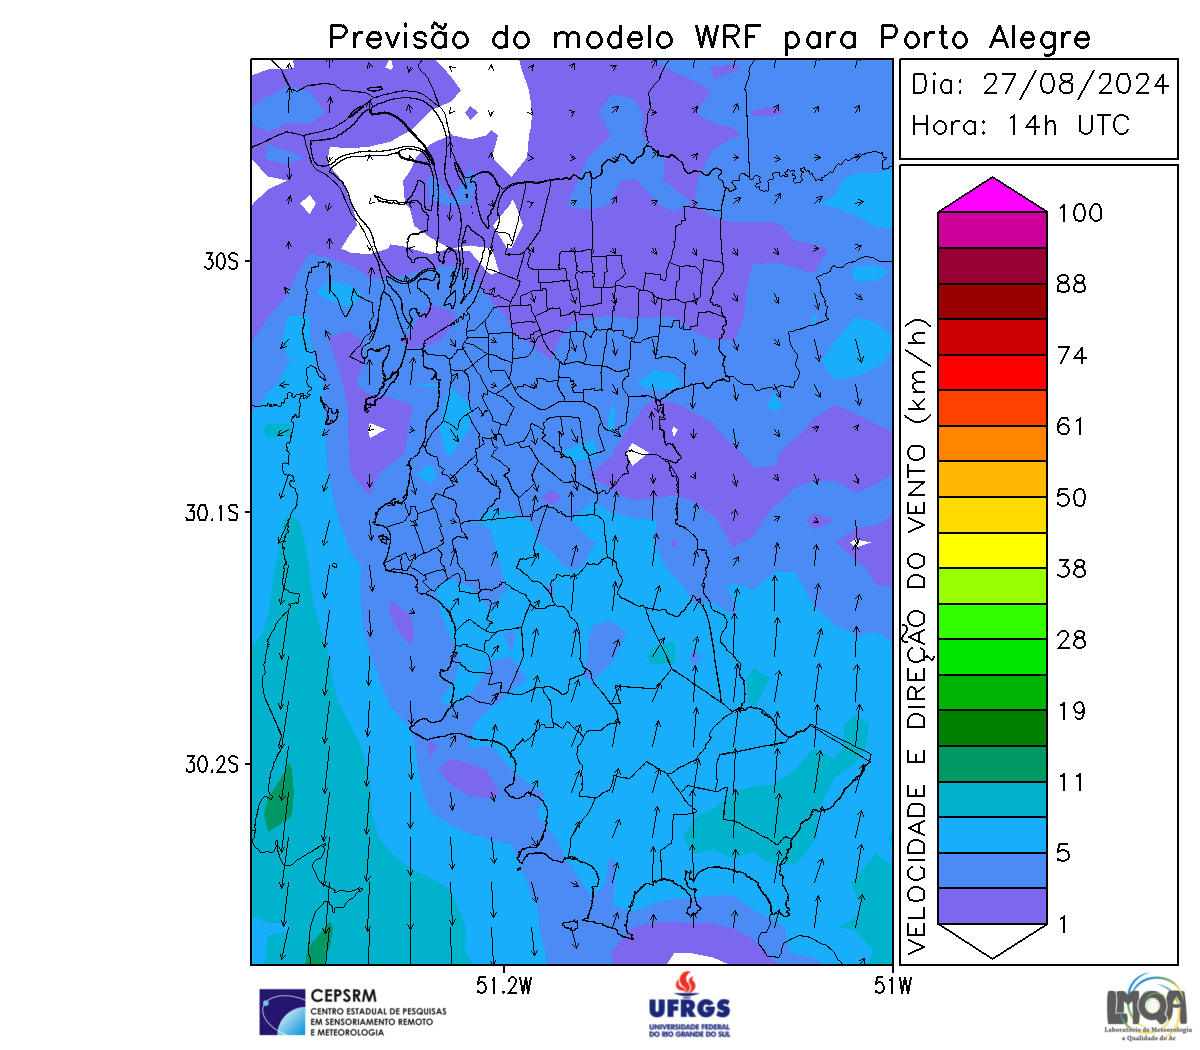 Previsão do modelo WRF para Porto Alegre
Dia: 27/08/2024
Hora: 14h UTC
100
88
74
61
50
38
28
19
11
5
1
VELOCIDADE E DIREÇÃO DO VENTO (km/h)
30S
30.1S
30.2S
51.2W
51W
CEPSRM
CENTRO ESTADUAL DE PESQUISAS
EM SENSORIAMENTO REMOTO
E METEOROLOGIA
UFRGS
UNIVERSIDADE FEDERAL
DO RIO GRANDE DO SUL
LMQA
Laboratório de Meteorologia
e Qualidade do Ar